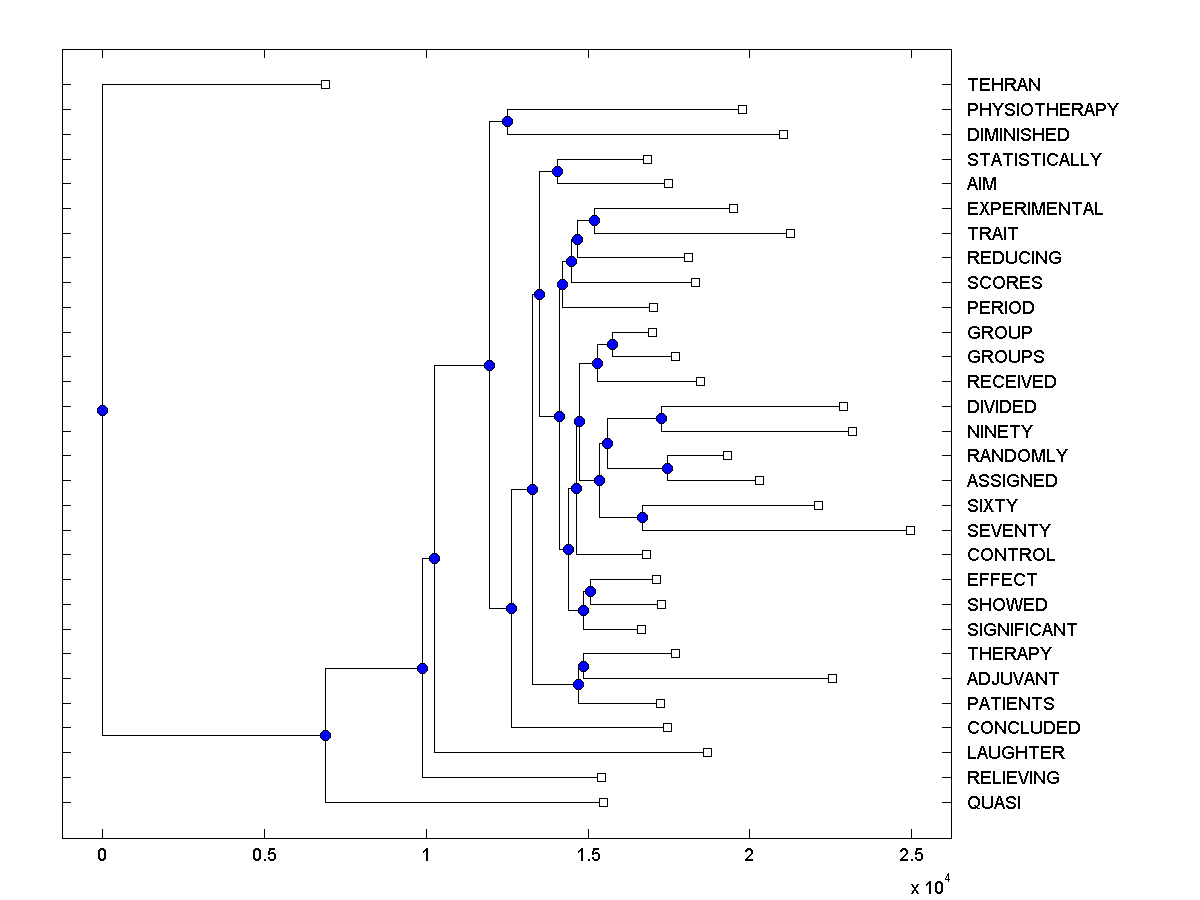 TEHRAN
PHYSIOTHERAPY
DIMINISHED
STATISTICALLY
AIM
EXPERIMENTAL
TRAIT
REDUCING
SCORES
PERIOD
GROUP
GROUPS
RECEIVED
DIVIDED
NINETY
RANDOMLY
ASSIGNED
SIXTY
SEVENTY
CONTROL
EFFECT
SHOWED
SIGNIFICANT
THERAPY
ADJUVANT
PATIENTS
CONCLUDED
LAUGHTER
RELIEVING
QUASI
0 0.5 1 1.5 2 2.5
x 10^4